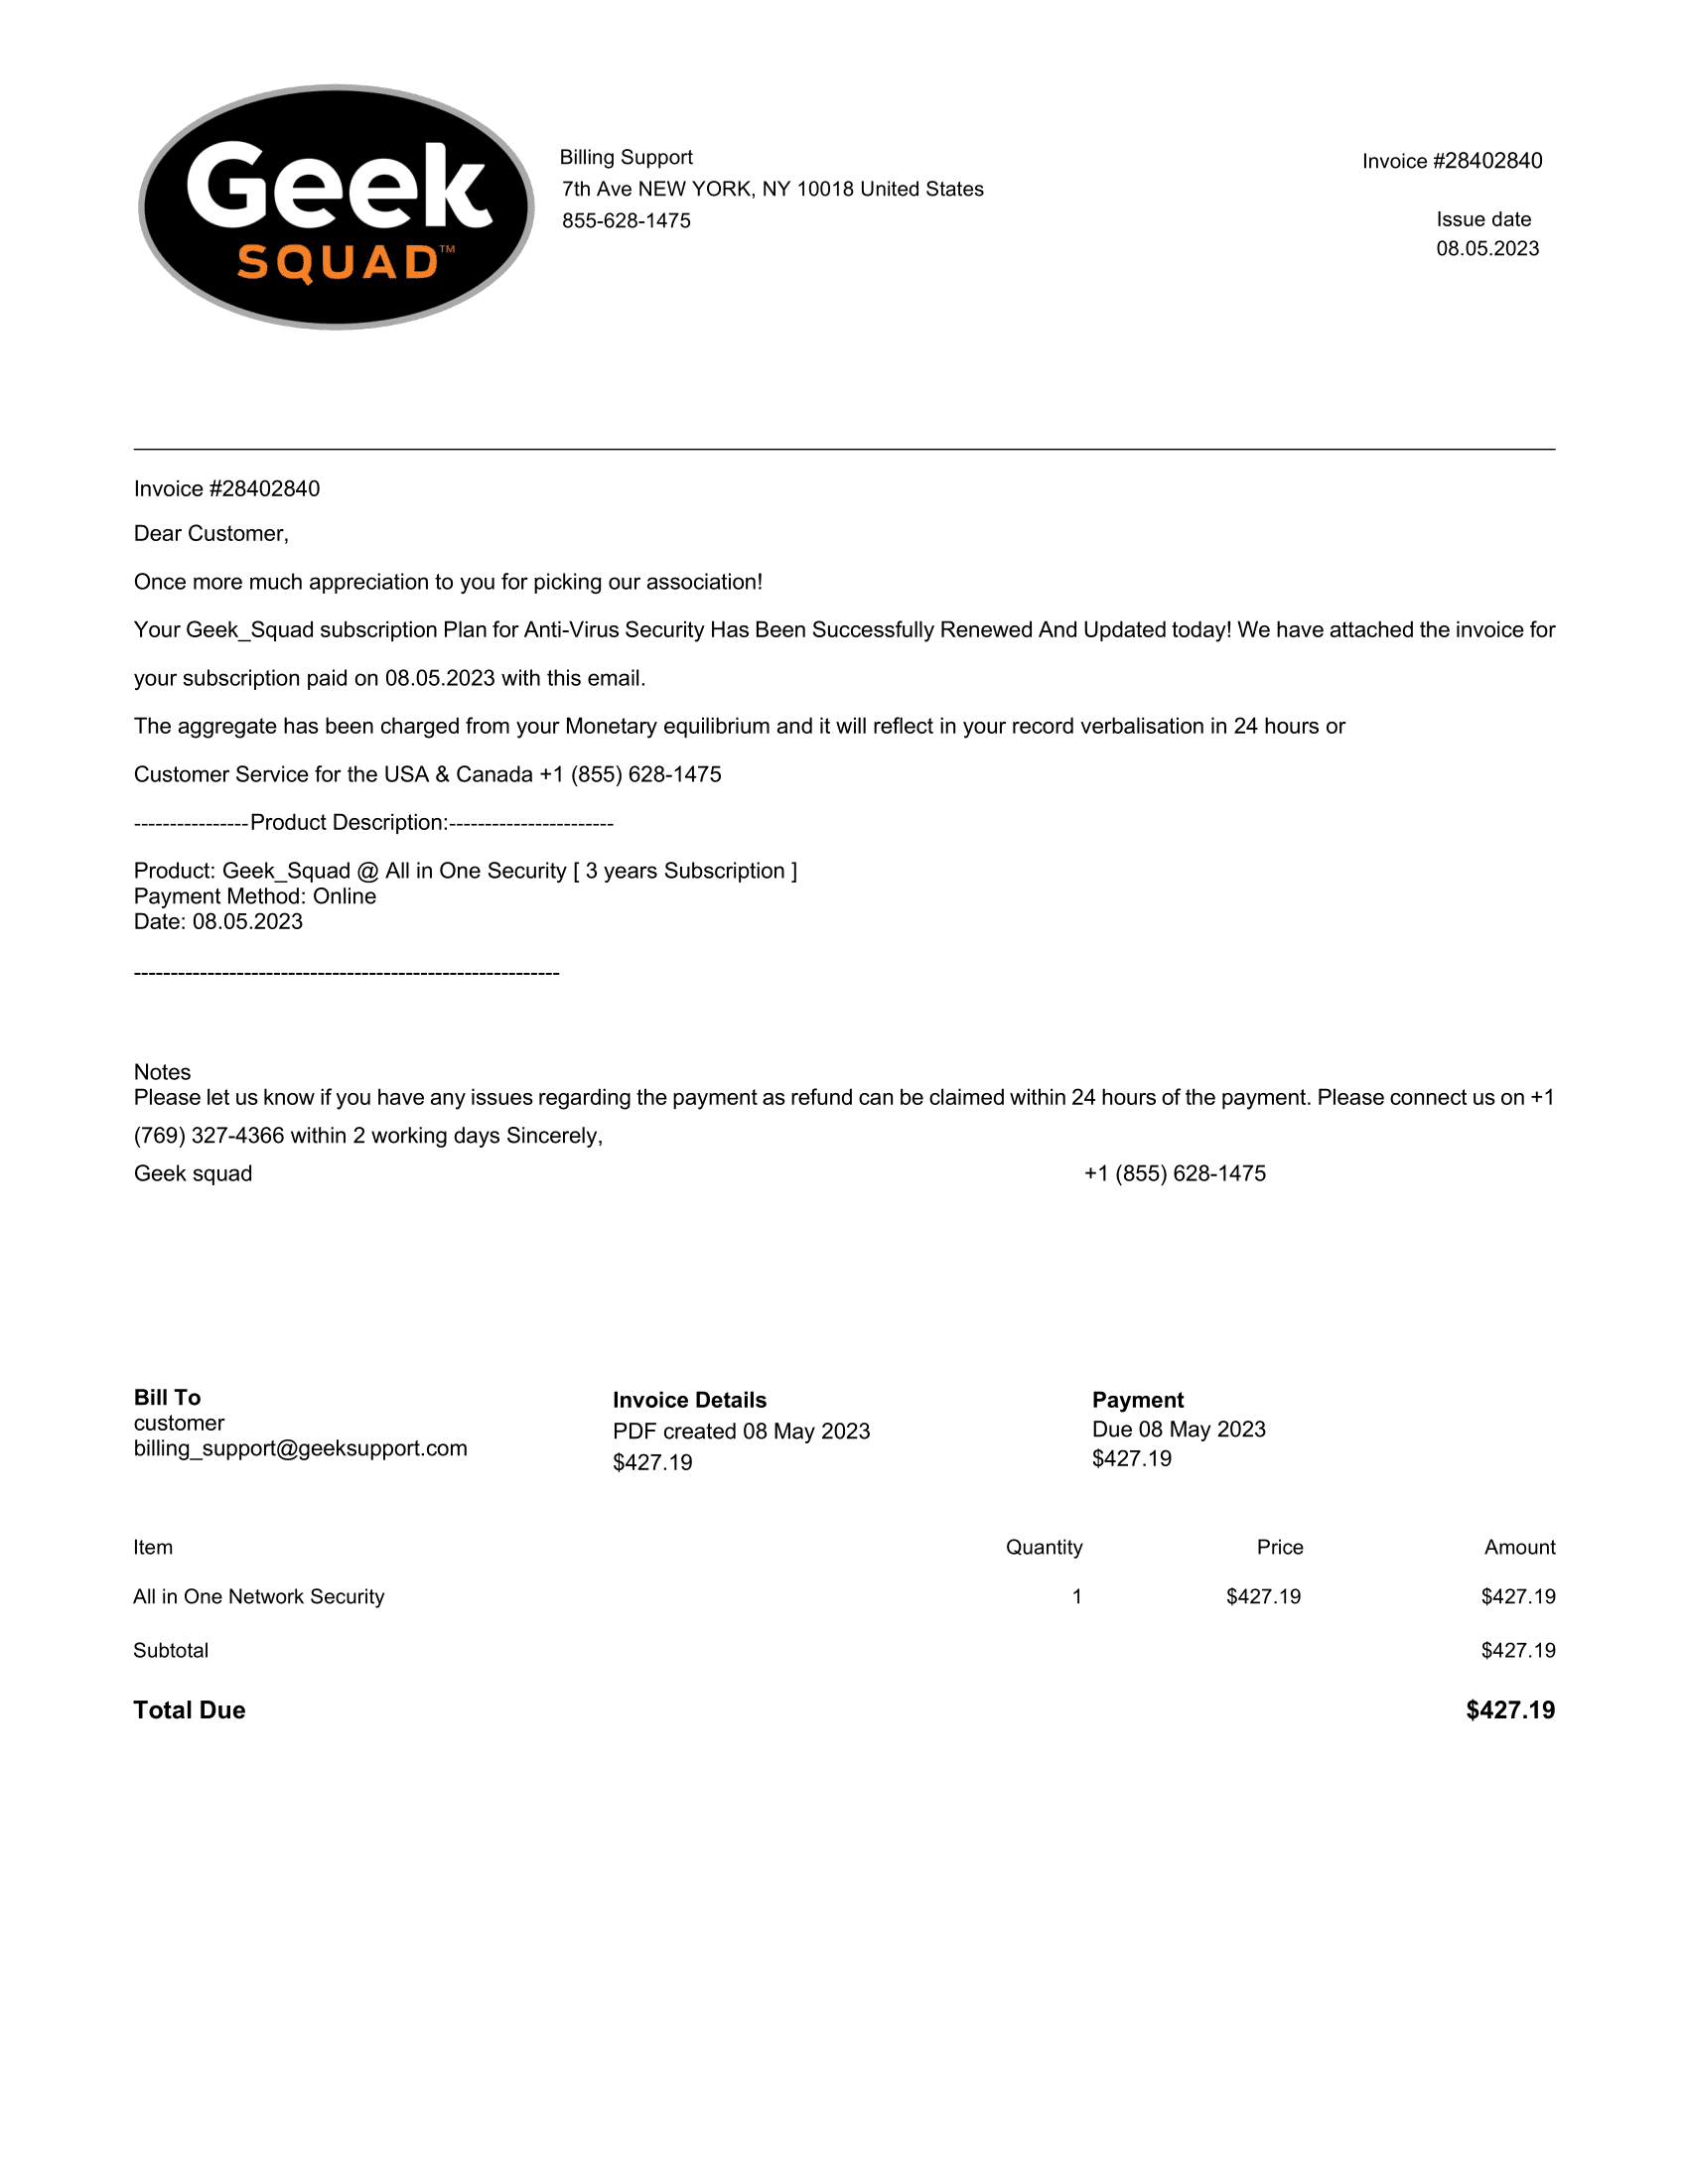 Geek
SQUAD™
Billing Support
7th Ave NEW YORK, NY 10018 United States
855-628-1475
Invoice #28402840
Issue date
08.05.2023
Invoice #28402840
Dear Customer,
Once more much appreciation to you for picking our association!
Your Geek_Squad subscription Plan for Anti-Virus Security Has Been Successfully Renewed And Updated today! We have attached the invoice for
your subscription paid on 08.05.2023 with this email.
The aggregate has been charged from your Monetary equilibrium and it will reflect in your record verbalisation in 24 hours or
Customer Service for the USA & Canada +1 (855) 628-1475
----------------Product Description:-----------------------
Product: Geek_Squad @ All in One Security [ 3 years Subscription ]
Payment Method: Online
Date: 08.05.2023
-----------------------------------------------------------
Notes
Please let us know if you have any issues regarding the payment as refund can be claimed within 24 hours of the payment. Please connect us on +1
(769) 327-4366 within 2 working days Sincerely,
Geek squad +1 (855) 628-1475
Bill To
customer
billing_support@geeksupport.com
Invoice Details
PDF created 08 May 2023
$427.19
Payment
Due 08 May 2023
$427.19
Item Quantity Price Amount
All in One Network Security 1 $427.19 $427.19
Subtotal $427.19
Total Due $427.19